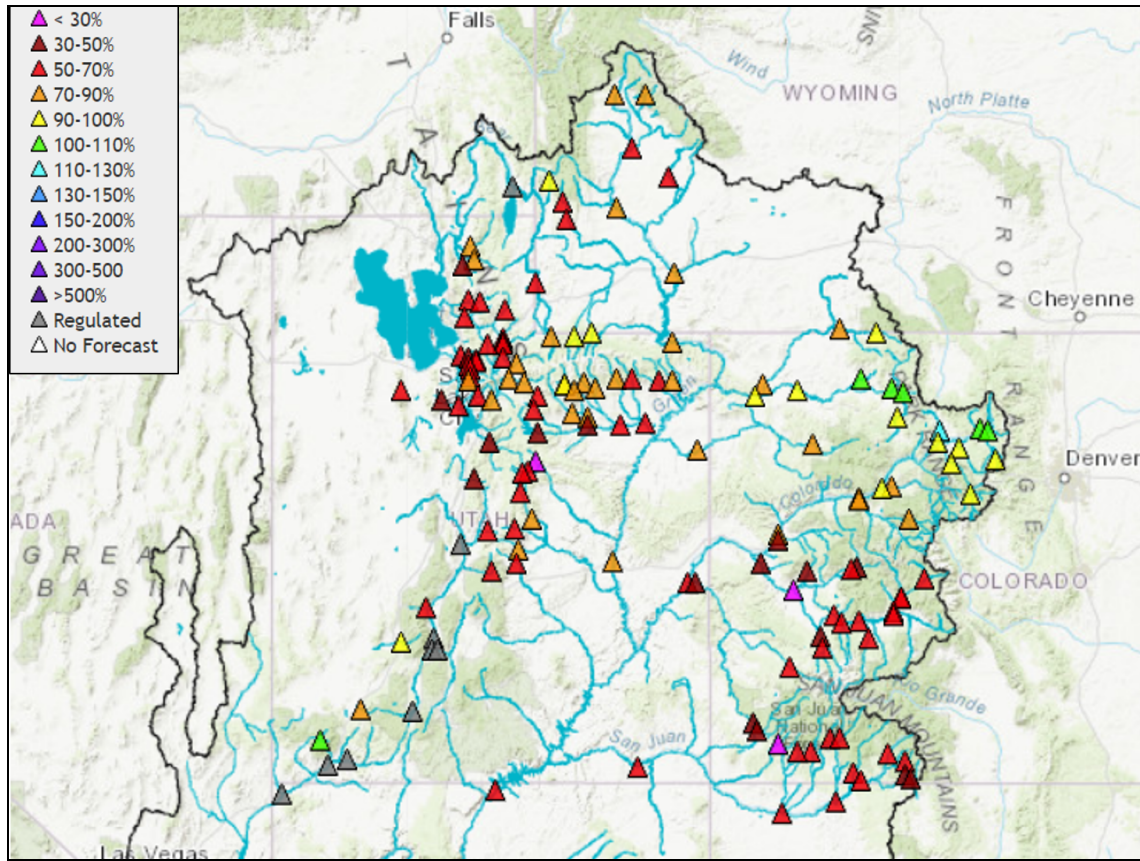 < 30%
30-50%
50-70%
70-90%
90-100%
100-110%
110-130%
130-150%
150-200%
200-300%
300-500
>500%
Regulated
No Forecast
Falls
Wind
WYOMING
North Platte
FRONT
RANGE
Cheyenne
Denver
PARK RANGE
Green
Colorado
UTAH
ADA
GREAT
BASIN
COLORADO
SAN JUAN MOUNTAINS
San Juan
National
Rio Grande
San Juan
Las Vegas